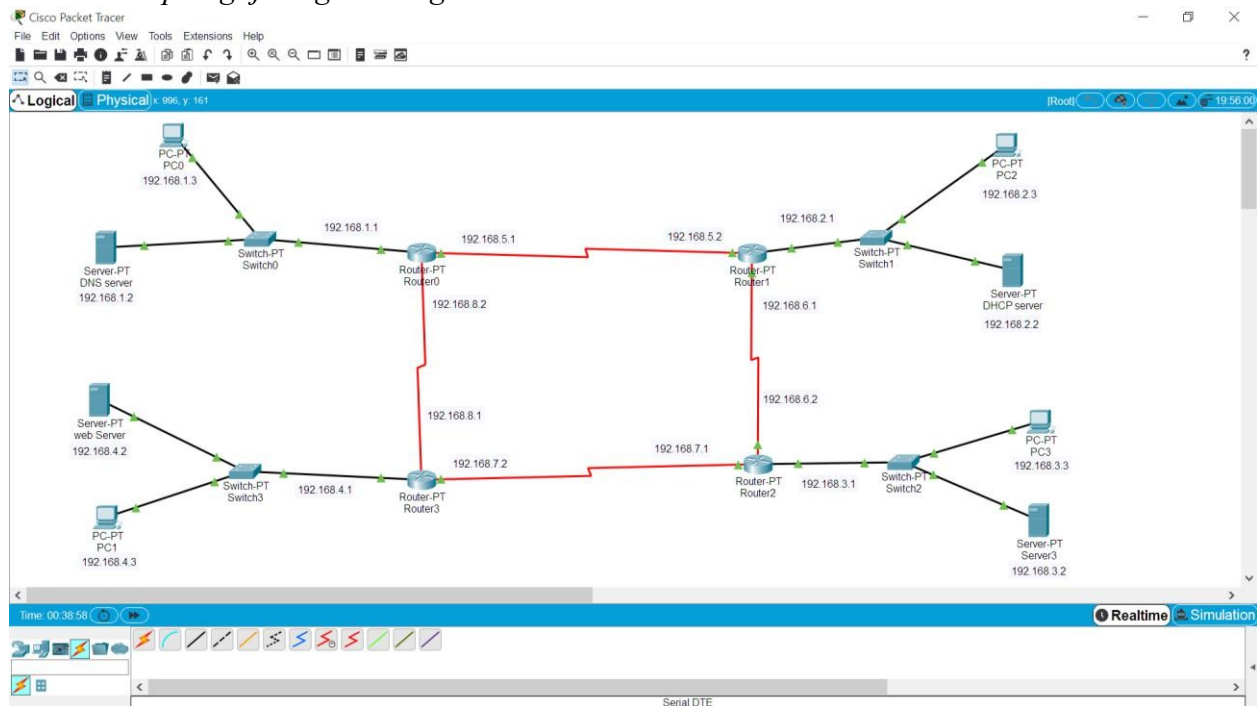 Cisco Packet Tracer
File Edit Options View Tools Extensions Help
?
Logical Physical x: 996, y: 161
[Root] 19:56:00
PC-PT
PC0
192.168.1.3
PC-PT
PC2
192.168.2.3
192.168.1.1
192.168.5.1
192.168.5.2
192.168.2.1
Server-PT
DNS server
192.168.1.2
Switch-PT
Switch0
Router-PT
Router0
Router-PT
Router1
Switch-PT
Switch1
Server-PT
DHCP server
192.168.2.2
192.168.8.2
192.168.6.1
Server-PT
web Server
192.168.4.2
192.168.8.1
192.168.6.2
PC-PT
PC3
192.168.3.3
192.168.7.2
192.168.7.1
Switch-PT
Switch3
192.168.4.1
Router-PT
Router3
Router-PT
Router2
192.168.3.1
Switch-PT
Switch2
PC-PT
PC1
192.168.4.3
Server-PT
Server3
192.168.3.2
Time: 00:38:58
Realtime Simulation
Serial DTE